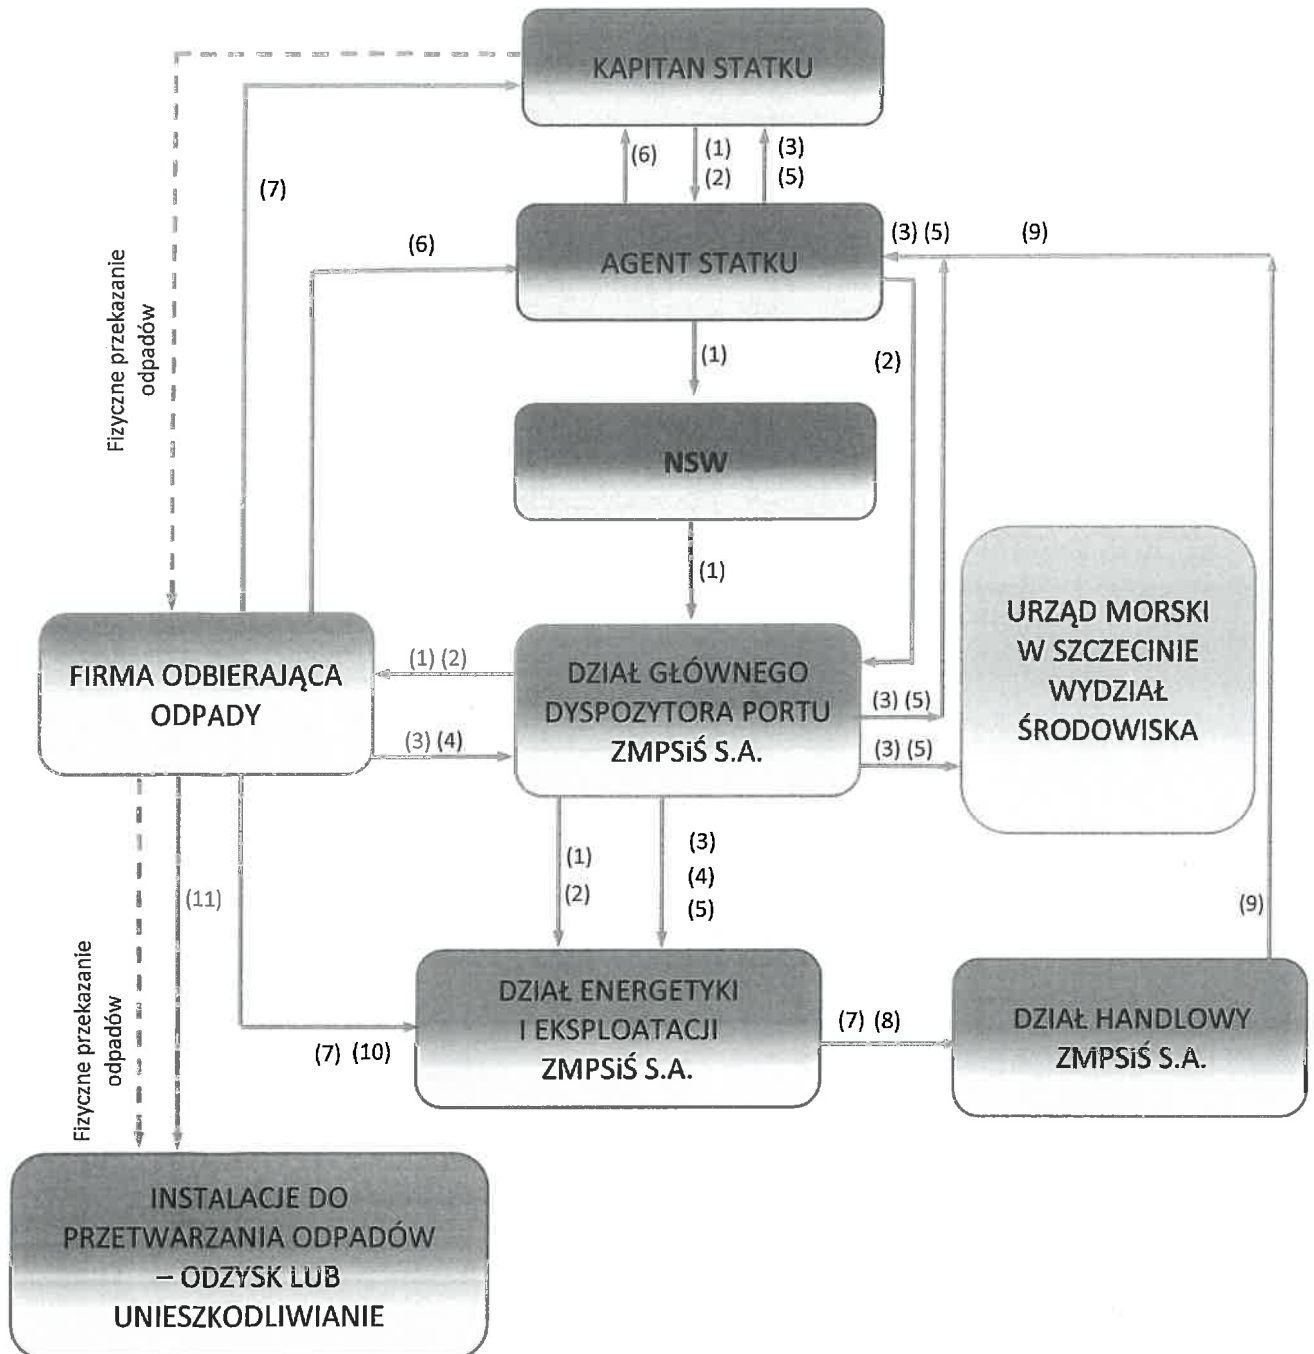 KAPITAN STATKU
(6)
(1)
(2)
(3)
(5)
(7)
Fizyczne przekazanie
odpadów
(6)
AGENT STATKU
(3) (5)
(9)
(1)
(2)
NSW
(1)
FIRMA ODBIERAJĄCA
ODPADY
(1) (2)
(3) (4)
DZIAŁ GŁÓWNEGO
DYSPOZYTORA PORTU
ZMPSiŚ S.A.
(3) (5)
(3) (5)
URZĄD MORSKI
W SZCZECINIE
WYDZIAŁ
ŚRODOWISKA
(1)
(2)
(3)
(4)
(5)
(11)
(9)
Fizyczne przekazanie
odpadów
(7) (10)
DZIAŁ ENERGETYKI
I EKSPLOATACJI
ZMPSiŚ S.A.
(7) (8)
DZIAŁ HANDLOWY
ZMPSiŚ S.A.
INSTALACJE DO
PRZETWARZANIA ODPADÓW
– ODZYSK LUB
UNIESZKODLIWIANIE